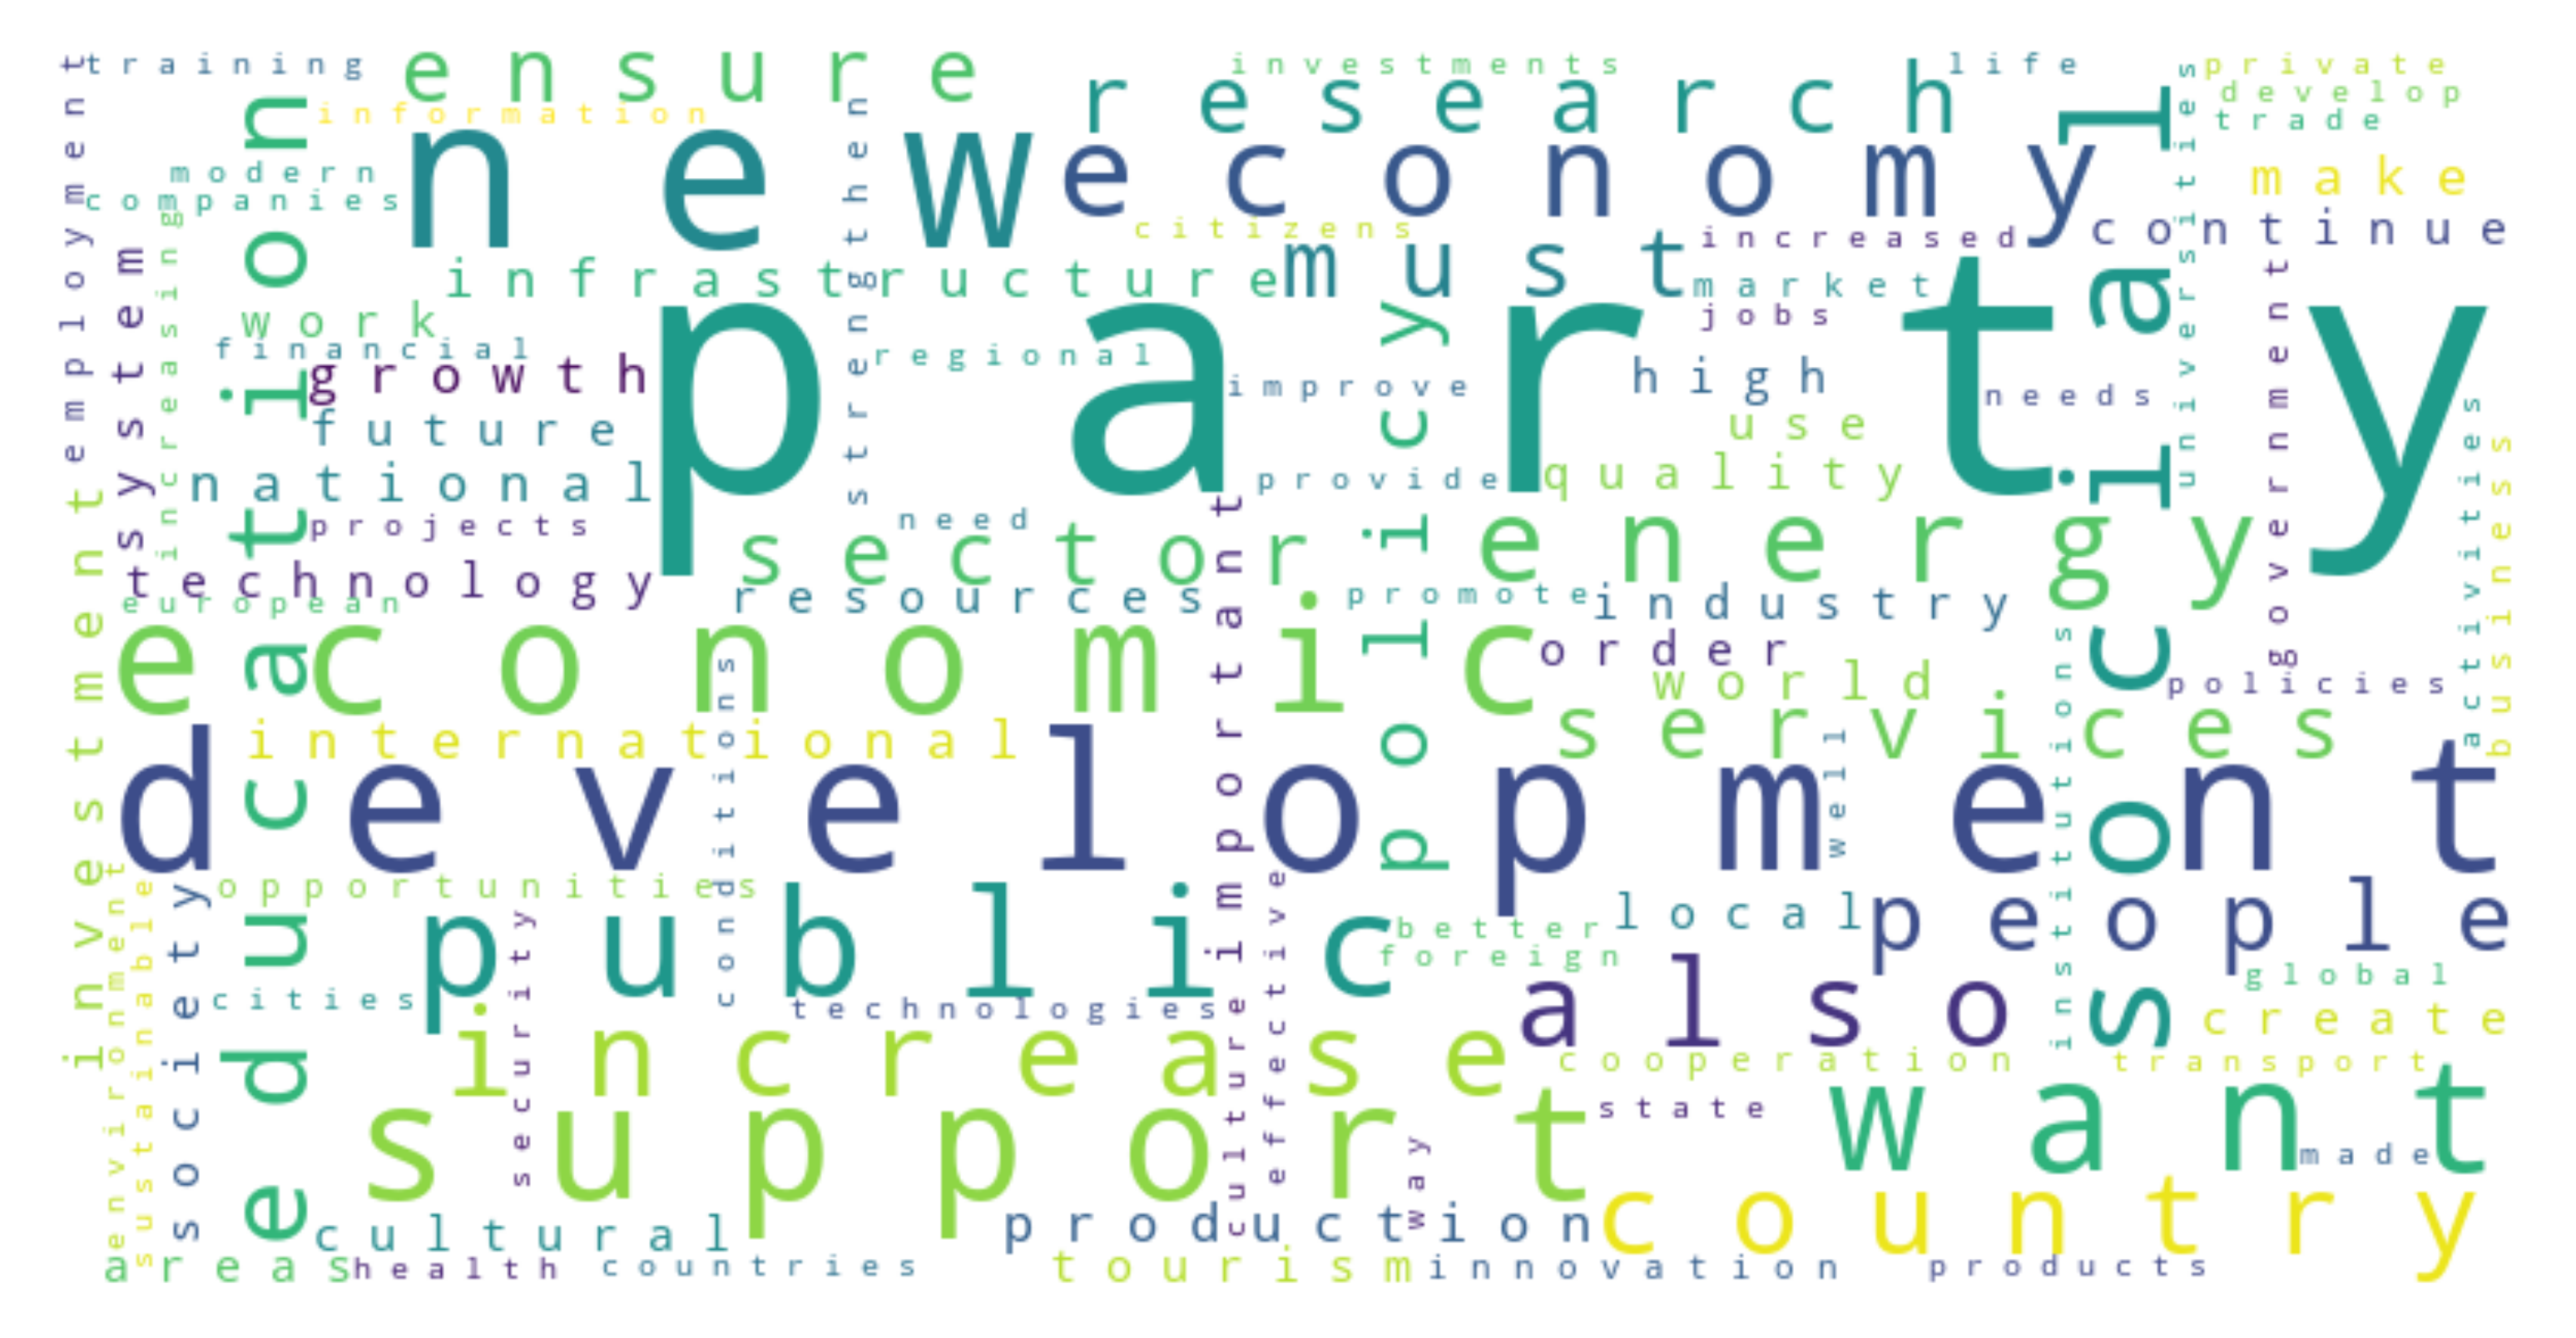 training
ensure
investments
life
private
research
develop
information
trade
new
economy
modern
make
companies
citizens
continue
increased
must
infrastructure
market
jobs
work
party
financial
regional
growth
high
improve
needs
use
future
national
provide
quality
projects
need
sector
energy
technology
resources
promote
industry
european
economic
order
world
policies
services
international
development
opportunities
local
people
public
better
foreign
global
cities
technologies
also
create
increase
cooperation
transport
support
state
want
made
cultural
production
country
areas
health
countries
tourism
innovation
products
employment
system
increasing
investment
environment
sustainable
society
education
security
conditions
strengthen
important
culture
effective
policy
way
well
institutions
social
universities
government
activities
business